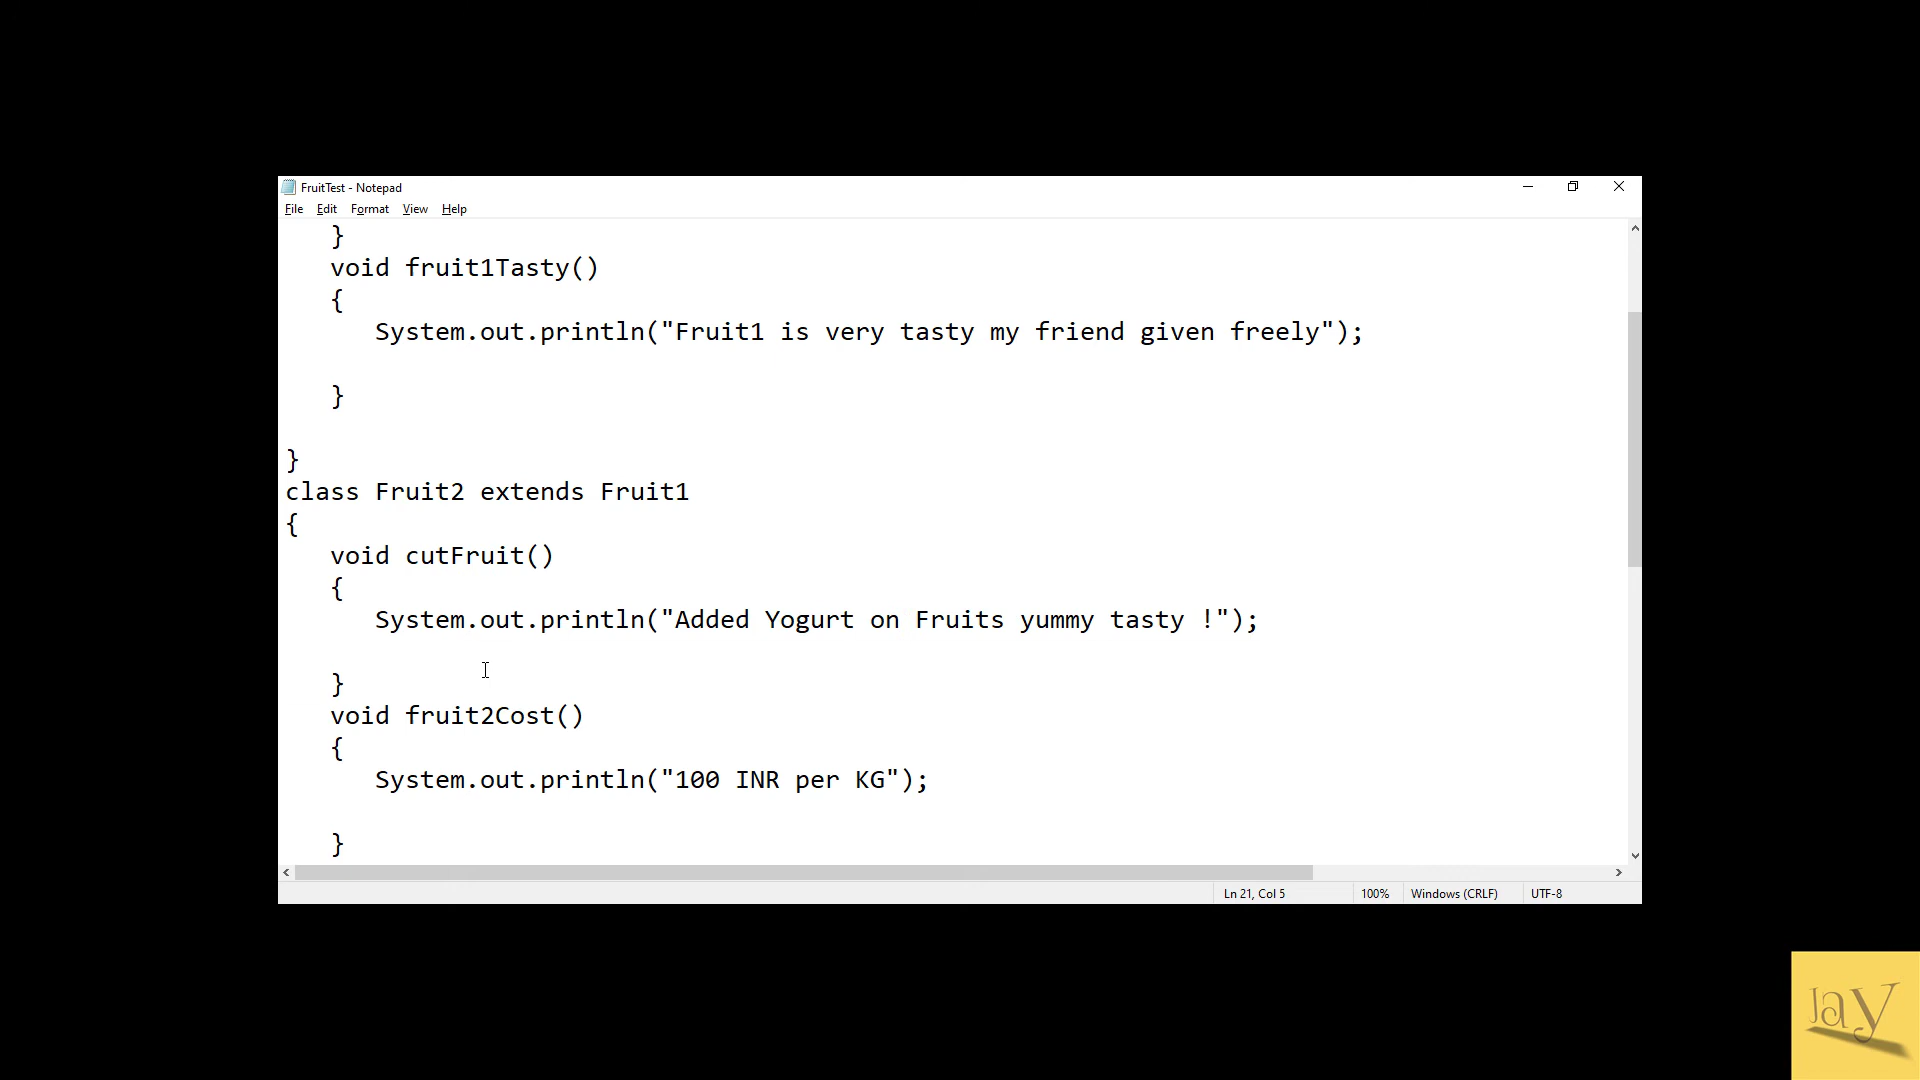 FruitTest - Notepad
File Edit Format View Help
}
void fruit1Tasty()
{
System.out.println("Fruit1 is very tasty my friend given freely");
}
}
class Fruit2 extends Fruit1
{
void cutFruit()
{
System.out.println("Added Yogurt on Fruits yummy tasty !");
}
void fruit2Cost()
{
System.out.println("100 INR per KG");
}
Ln 21, Col 5 100% Windows (CRLF) UTF-8
Jay